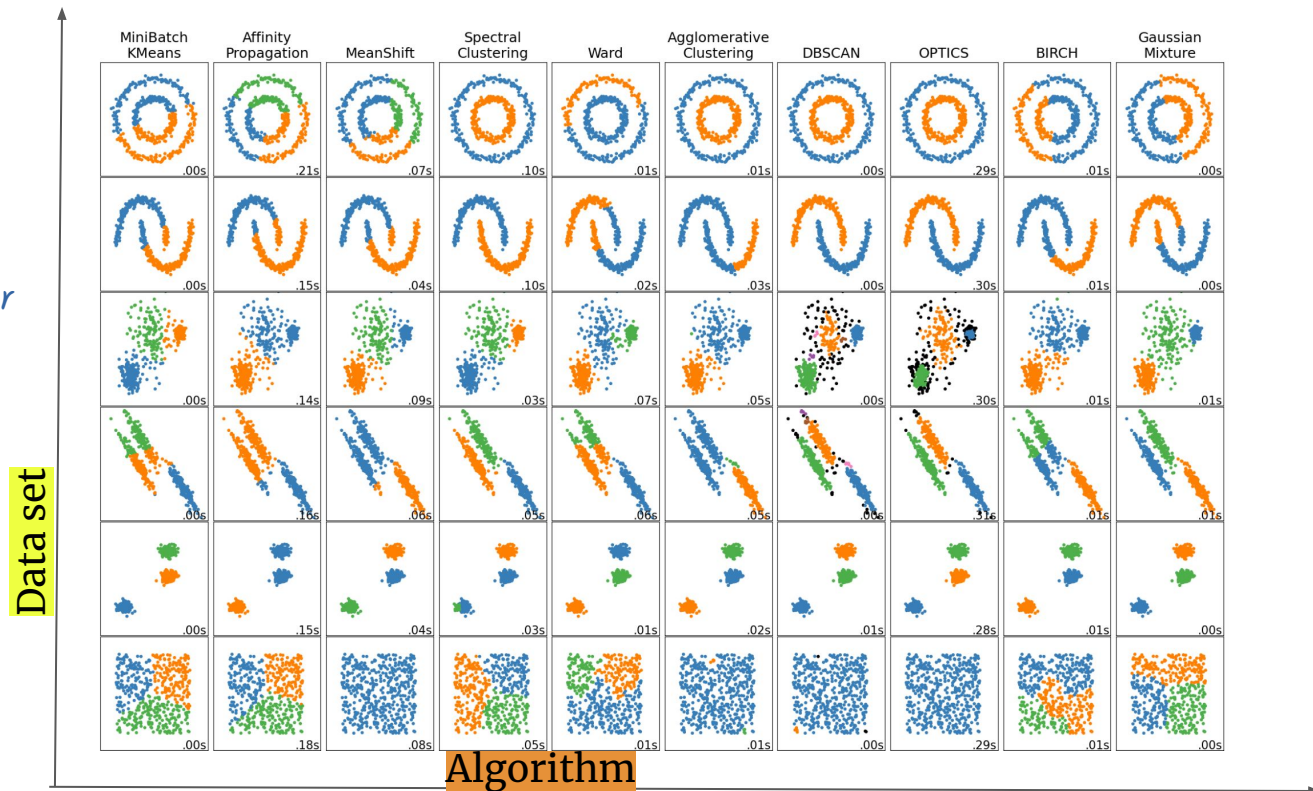 MiniBatch
KMeans
Affinity
Propagation
MeanShift
Spectral
Clustering
Ward
Agglomerative
Clustering
DBSCAN
OPTICS
BIRCH
Gaussian
Mixture
.00s .21s .07s .10s .01s .01s .00s .29s .01s .00s
.00s .15s .04s .10s .02s .03s .00s .30s .01s .00s
r
.00s .14s .09s .03s .07s .05s .00s .30s .01s .01s
.00s .16s .06s .05s .06s .05s .00s .31s .01s .01s
Data set
.00s .15s .04s .03s .01s .02s .01s .28s .01s .00s
.00s .18s .08s .05s .01s .01s .00s .29s .01s .00s
Algorithm